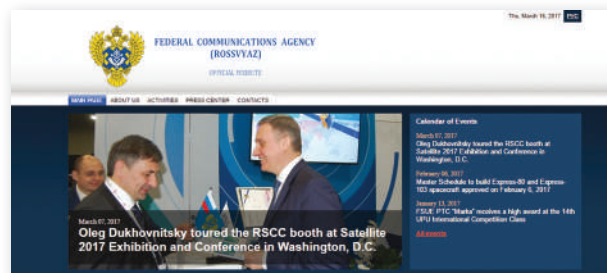 Thu, March 16, 2017 РУС
FEDERAL COMMUNICATIONS AGENCY
(ROSSVYAZ)
OFFICIAL WEBSITE
MAIN PAGE ABOUT US ACTIVITIES PRESS CENTER CONTACTS
March 07, 2017
Oleg Dukhovnitsky toured the RSCC booth at Satellite
2017 Exhibition and Conference in Washington, D.C.
Calendar of Events
March 07, 2017
Oleg Dukhovnitsky toured the RSCC booth at
Satellite 2017 Exhibition and Conference in
Washington, D.C.
February 06, 2017
Master Schedule to build Express-80 and Express-
103 spacecraft approved on February 6, 2017
January 13, 2017
FSUE PTC "Marka" receives a high award at the 14th
UPU International Competition Class
All events